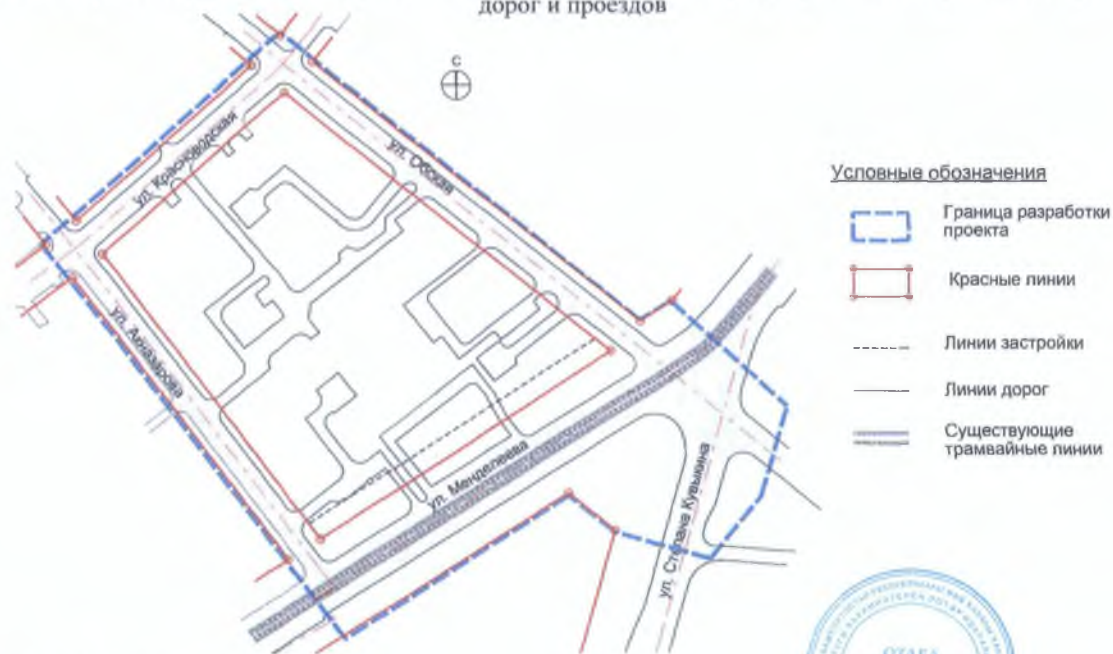 дорог и проездов
С
ул. Красноводская
ул. Обская
ул. Акназарова
ул. Менделеева
ул. Степана Кувыкина
Условные обозначения
Граница разработки
проекта
Красные линии
Линии застройки
Линии дорог
Существующие
трамвайные линии